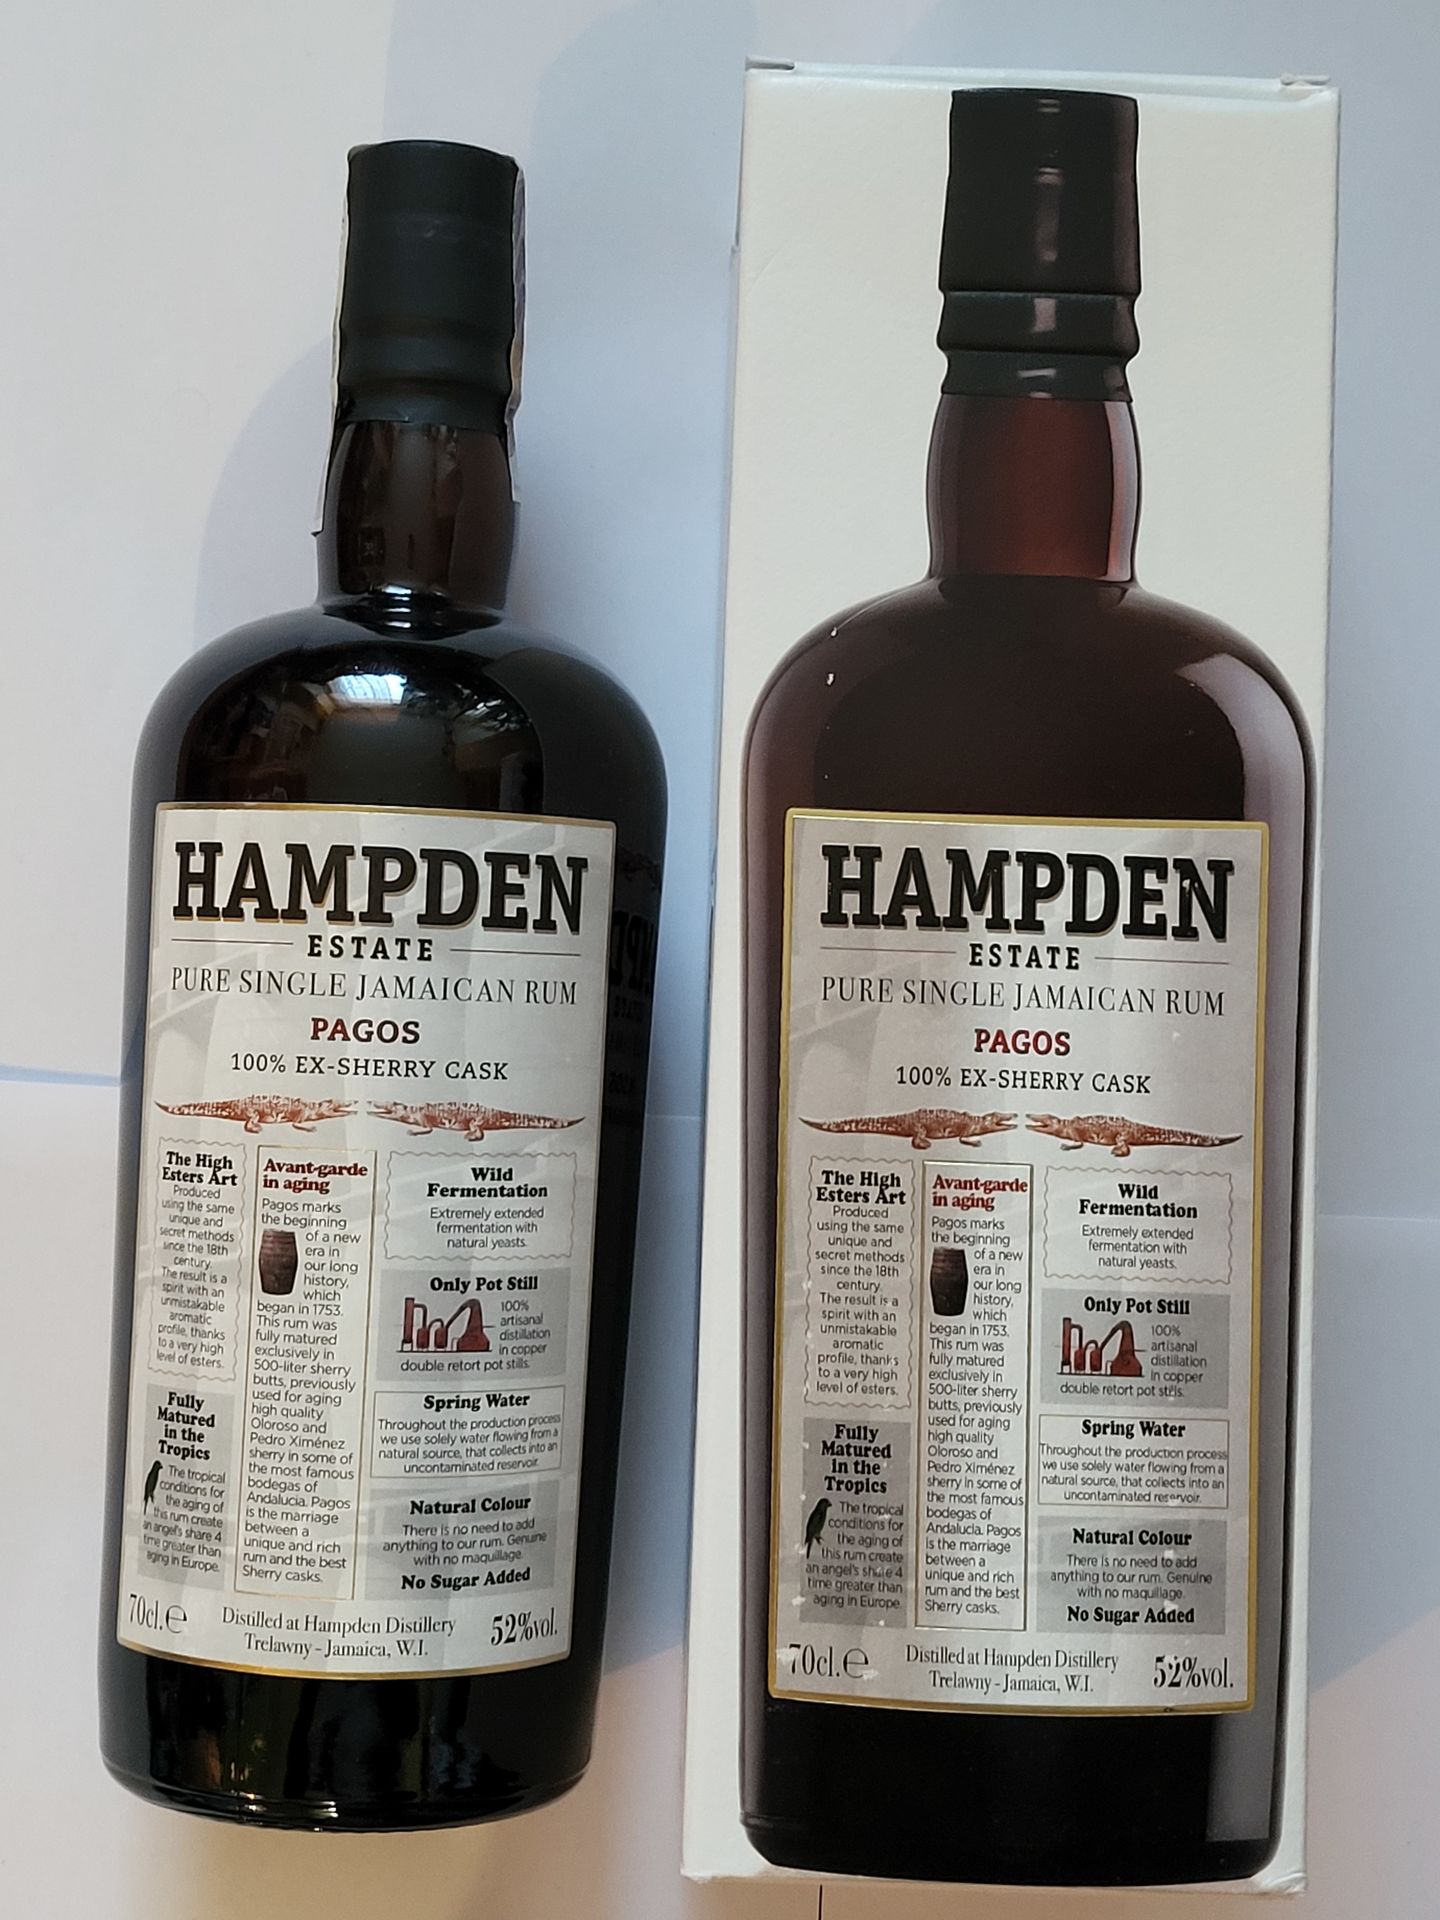 HAMPDEN
ESTATE
PURE SINGLE JAMAICAN RUM
PAGOS
100% EX-SHERRY CASK
The High
Esters Art
Produced
using the same
unique and
secret methods
since the 18th
century.
The result is a
spirit with an
unmistakable
aromatic
profile, thanks
to a very high
level of esters.
Fully
Matured
in the
Tropics
The tropical
conditions for
the aging of
this rum create
an angel's share 4
time greater than
aging in Europe.
Avant-garde
in aging
Pagos marks
the beginning
of a new
era in
our long
history,
which
began in 1753.
This rum was
fully matured
exclusively in
500-liter sherry
butts, previously
used for aging
high quality
Oloroso and
Pedro Ximénez
sherry in some of
the most famous
bodegas of
Andalucia. Pagos
is the marriage
between a
unique and rich
rum and the best
Sherry casks.
Wild
Fermentation
Extremely extended
fermentation with
natural yeasts.
Only Pot Still
100%
artisanal
distillation
in copper
double retort pot stills.
Spring Water
Throughout the production process
we use solely water flowing from a
natural source, that collects into an
uncontaminated reservoir.
Natural Colour
There is no need to add
anything to our rum. Genuine
with no maquillage.
No Sugar Added
70cl.e
Distilled at Hampden Distillery
Trelawny - Jamaica, W.I.
52%vol.
HAMPDEN
ESTATE
PURE SINGLE JAMAICAN RUM
PAGOS
100% EX-SHERRY CASK
The High
Esters Art
Produced
using the same
unique and
secret methods
since the 18th
century.
The result is a
spirit with an
unmistakable
aromatic
profile, thanks
to a very high
level of esters.
Fully
Matured
in the
Tropics
The tropical
conditions for
the aging of
this rum create
an angel's share 4
time greater than
aging in Europe.
Avant-garde
in aging
Pagos marks
the beginning
of a new
era in
our long
history,
which
began in 1753.
This rum was
fully matured
exclusively in
500-liter sherry
butts, previously
used for aging
high quality
Oloroso and
Pedro Ximénez
sherry in some of
the most famous
bodegas of
Andalucia. Pagos
is the marriage
between a
unique and rich
rum and the best
Sherry casks.
Wild
Fermentation
Extremely extended
fermentation with
natural yeasts.
Only Pot Still
100%
artisanal
distillation
in copper
double retort pot stills.
Spring Water
Throughout the production process
we use solely water flowing from a
natural source, that collects into an
uncontaminated reservoir.
Natural Colour
There is no need to add
anything to our rum. Genuine
with no maquillage.
No Sugar Added
70cl.e
Distilled at Hampden Distillery
Trelawny - Jamaica, W.I.
52%vol.